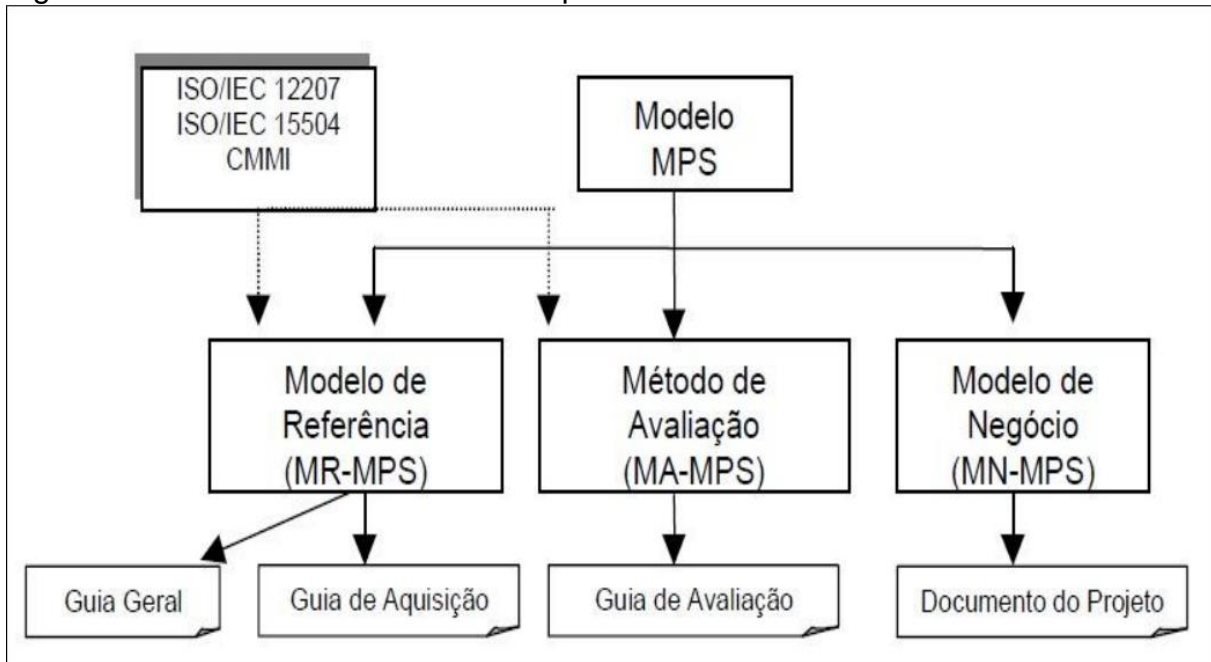 ISO/IEC 12207
ISO/IEC 15504
CMMI
Modelo
MPS
Modelo de
Referência
(MR-MPS)
Método de
Avaliação
(MA-MPS)
Modelo de
Negócio
(MN-MPS)
Guia Geral
Guia de Aquisição
Guia de Avaliação
Documento do Projeto